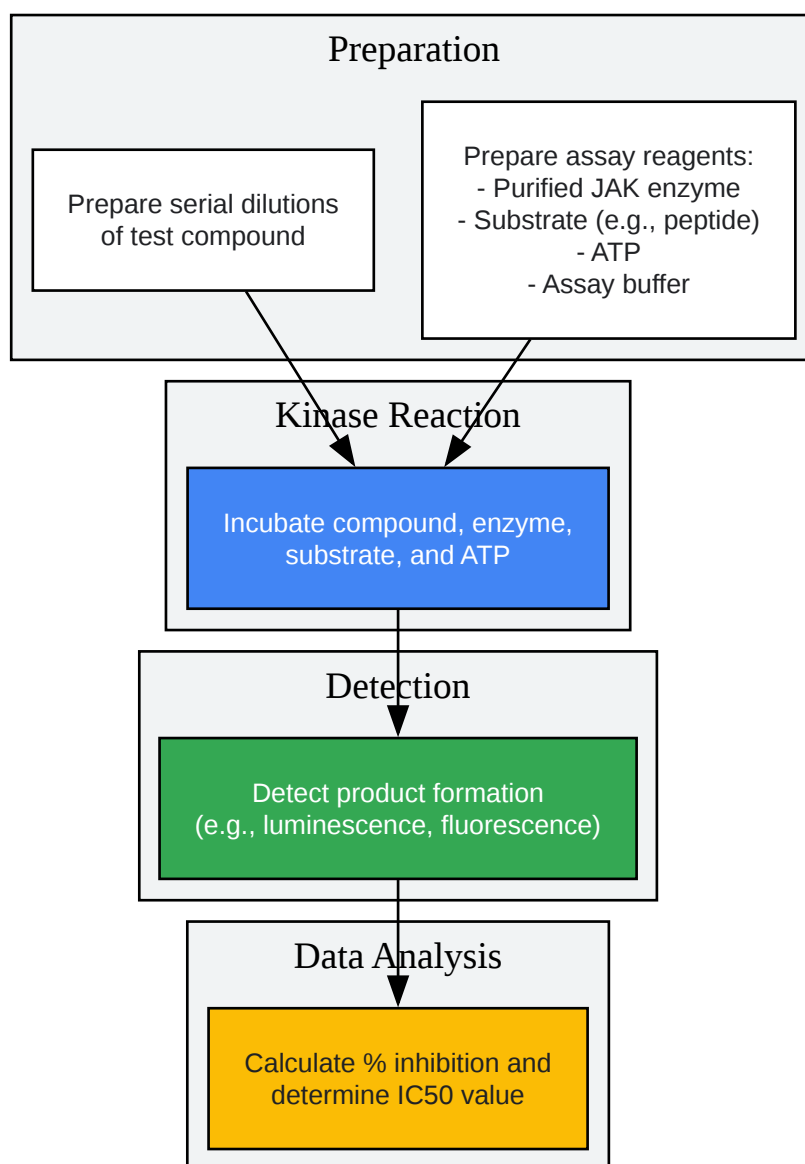 Preparation
Prepare serial dilutions
of test compound
Prepare assay reagents:
- Purified JAK enzyme
- Substrate (e.g., peptide)
- ATP
- Assay buffer
Kinase Reaction
Incubate compound, enzyme,
substrate, and ATP
Detection
Detect product formation
(e.g., luminescence, fluorescence)
Data Analysis
Calculate % inhibition and
determine IC50 value